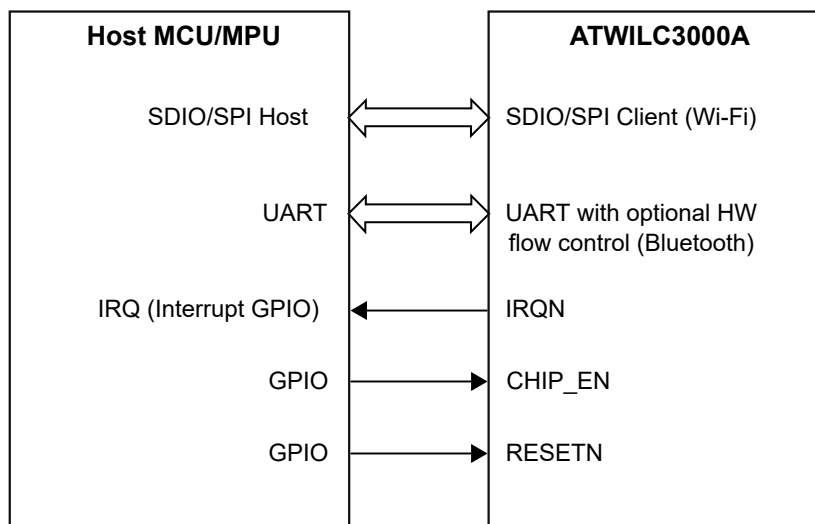 Host MCU/MPU
ATWILC3000A
SDIO/SPI Host
SDIO/SPI Client (Wi-Fi)
UART
UART with optional HW
flow control (Bluetooth)
IRQ (Interrupt GPIO)
IRQN
GPIO
CHIP_EN
GPIO
RESETN